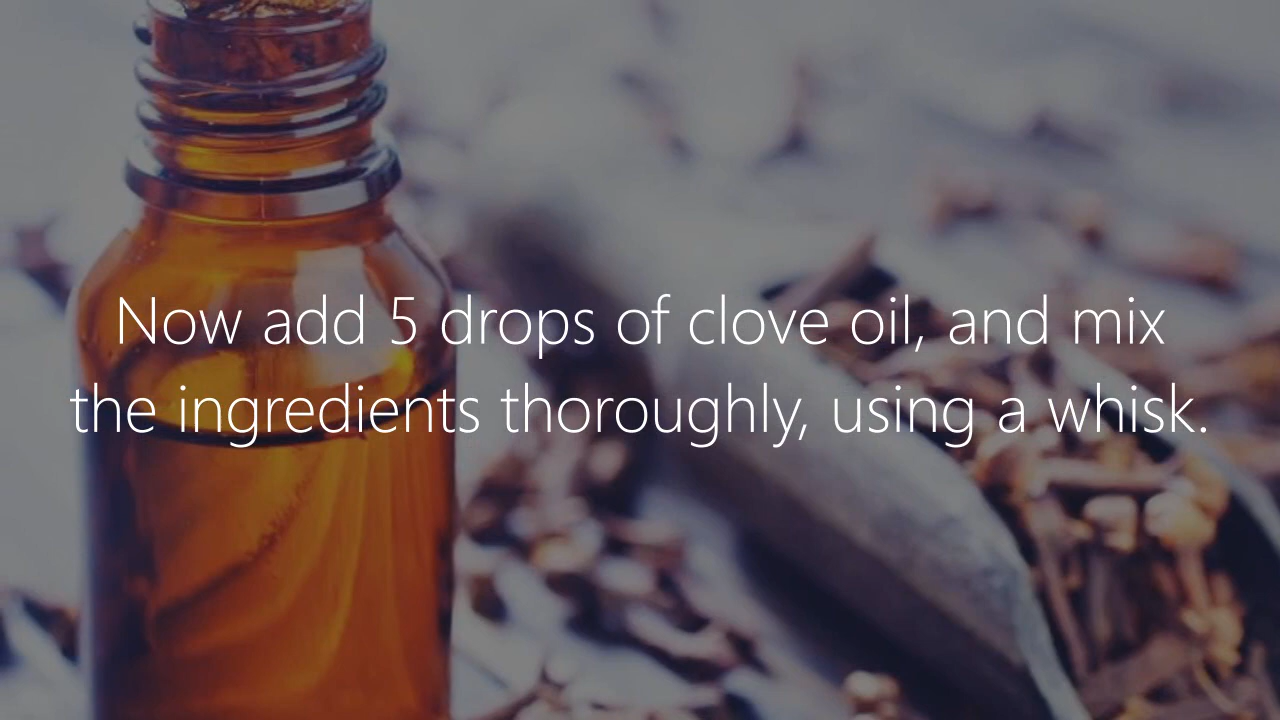 Now add 5 drops of clove oil, and mix
the ingredients thoroughly, using a whisk.